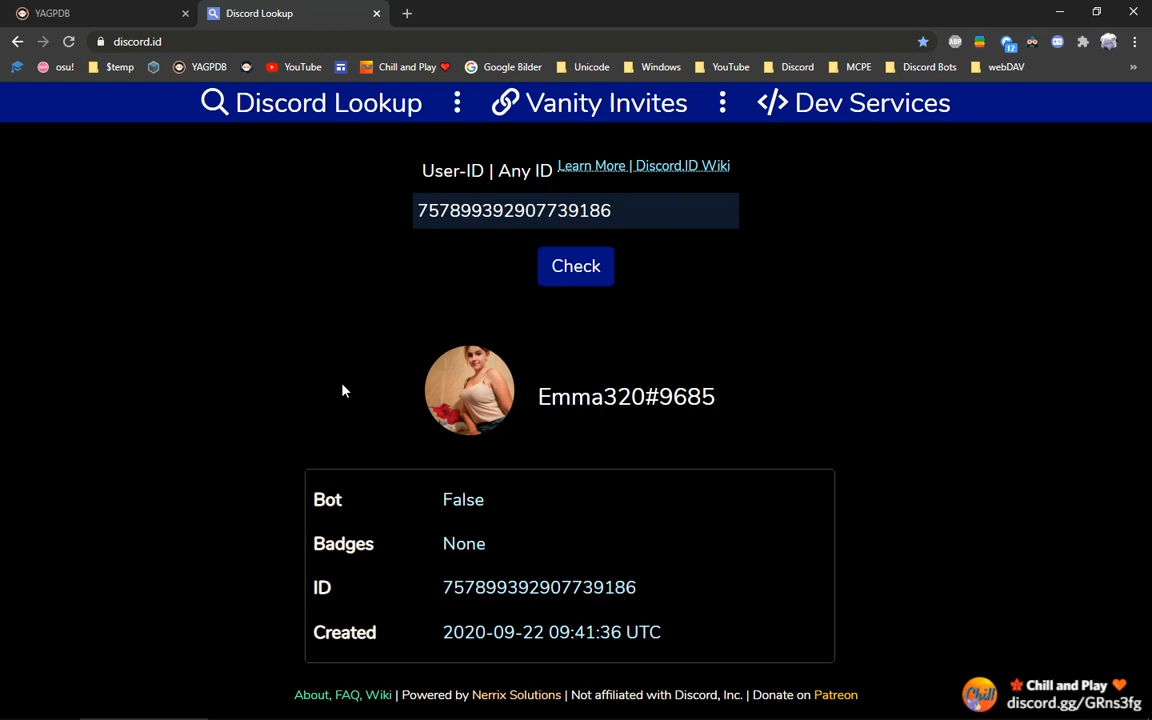 YAGPDB
Discord Lookup
discord.id
osu!
$temp
YAGPDB
YouTube
Chill and Play ❤
Google Bilder
Unicode
Windows
YouTube
Discord
MCPE
Discord Bots
webDAV
»
ABP
12
Discord Lookup
Vanity Invites
</> Dev Services
User-ID | Any ID Learn More | Discord.ID Wiki
757899392907739186
Check
Emma320#9685
Bot False
Badges None
ID 757899392907739186
Created 2020-09-22 09:41:36 UTC
About, FAQ, Wiki | Powered by Nerrix Solutions | Not affiliated with Discord, Inc. | Donate on Patreon
Chill
🍁 Chill and Play 🧡
discord.gg/GRns3fg